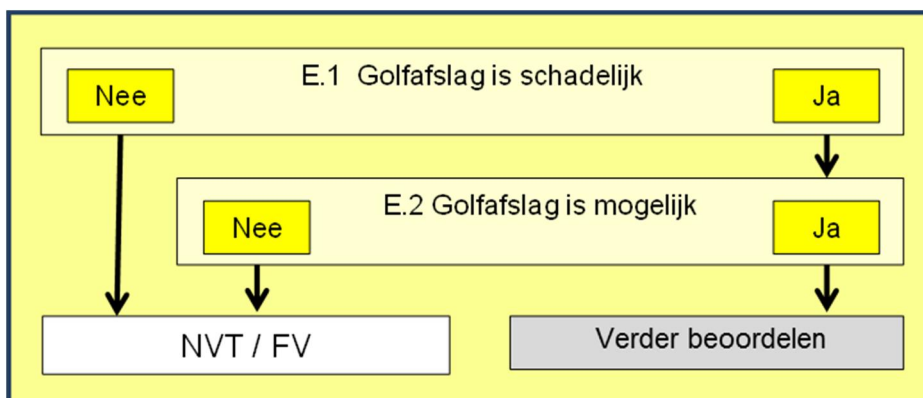 E.1 Golfafslag is schadelijk
Nee
Ja
E.2 Golfafslag is mogelijk
Nee
Ja
NVT / FV
Verder beoordelen